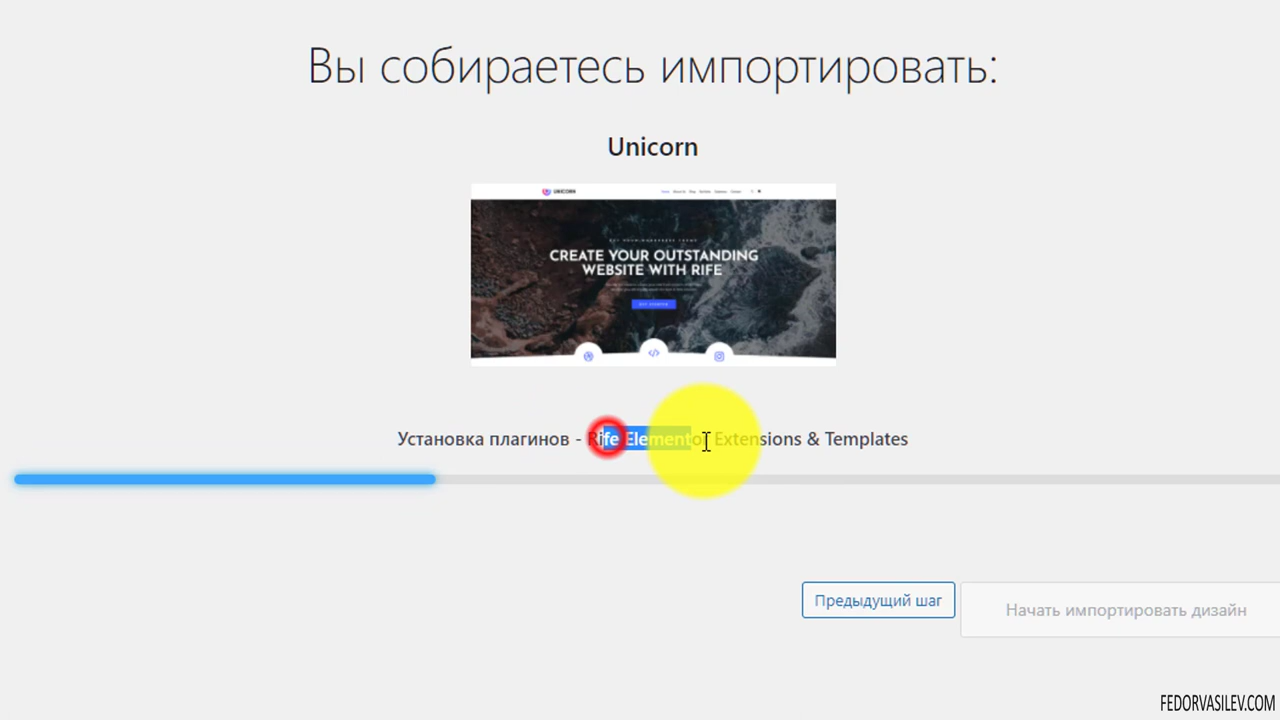 Вы собираетесь импортировать:
Unicorn
UNICORN
CREATE YOUR OUTSTANDING
WEBSITE WITH RIFE
Установка плагинов - Rife Elementor Extensions & Templates
Предыдущий шаг
Начать импортировать дизайн
FEDORVASILEV.COM